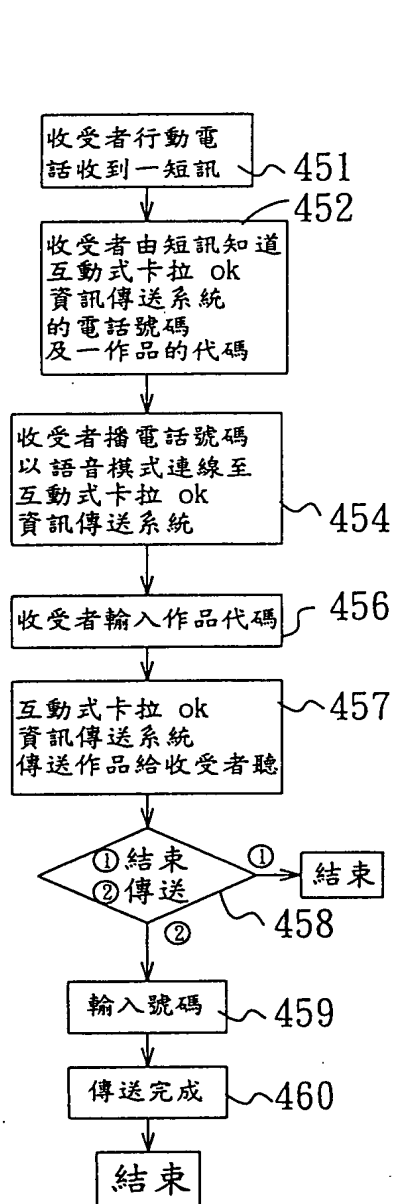 收受者行動電
話收到一短訊
451
452
收受者由短訊知道
互動式卡拉 ok
資訊傳送系統
的電話號碼
及一作品的代碼
收受者播電話號碼
以語音模式連線至
互動式卡拉 ok
資訊傳送系統
454
收受者輸入作品代碼
456
互動式卡拉 ok
資訊傳送系統
傳送作品給收受者聽
457
①結束
②傳送
①
結束
458
②
輸入號碼
459
傳送完成
460
結束